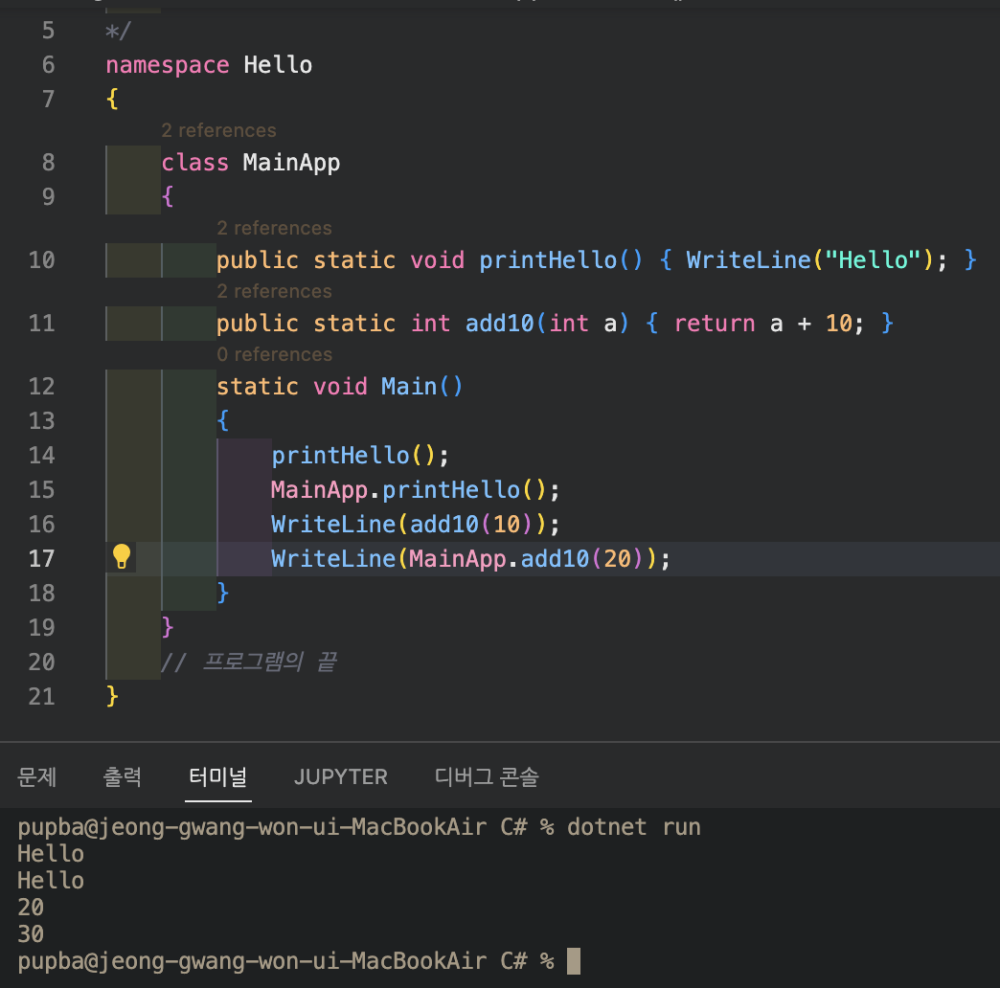 5 */
6 namespace Hello
7 {
2 references
8 class MainApp
9 {
2 references
10 public static void printHello() { WriteLine("Hello"); }
2 references
11 public static int add10(int a) { return a + 10; }
0 references
12 static void Main()
13 {
14 printHello();
15 MainApp.printHello();
16 WriteLine(add10(10));
17 WriteLine(MainApp.add10(20));
18 }
19 }
20 // 프로그램의 끝
21 }
문제 출력 터미널 JUPYTER 디버그 콘솔
pupba@jeong-gwang-won-ui-MacBookAir C# % dotnet run
Hello
Hello
20
30
pupba@jeong-gwang-won-ui-MacBookAir C# %